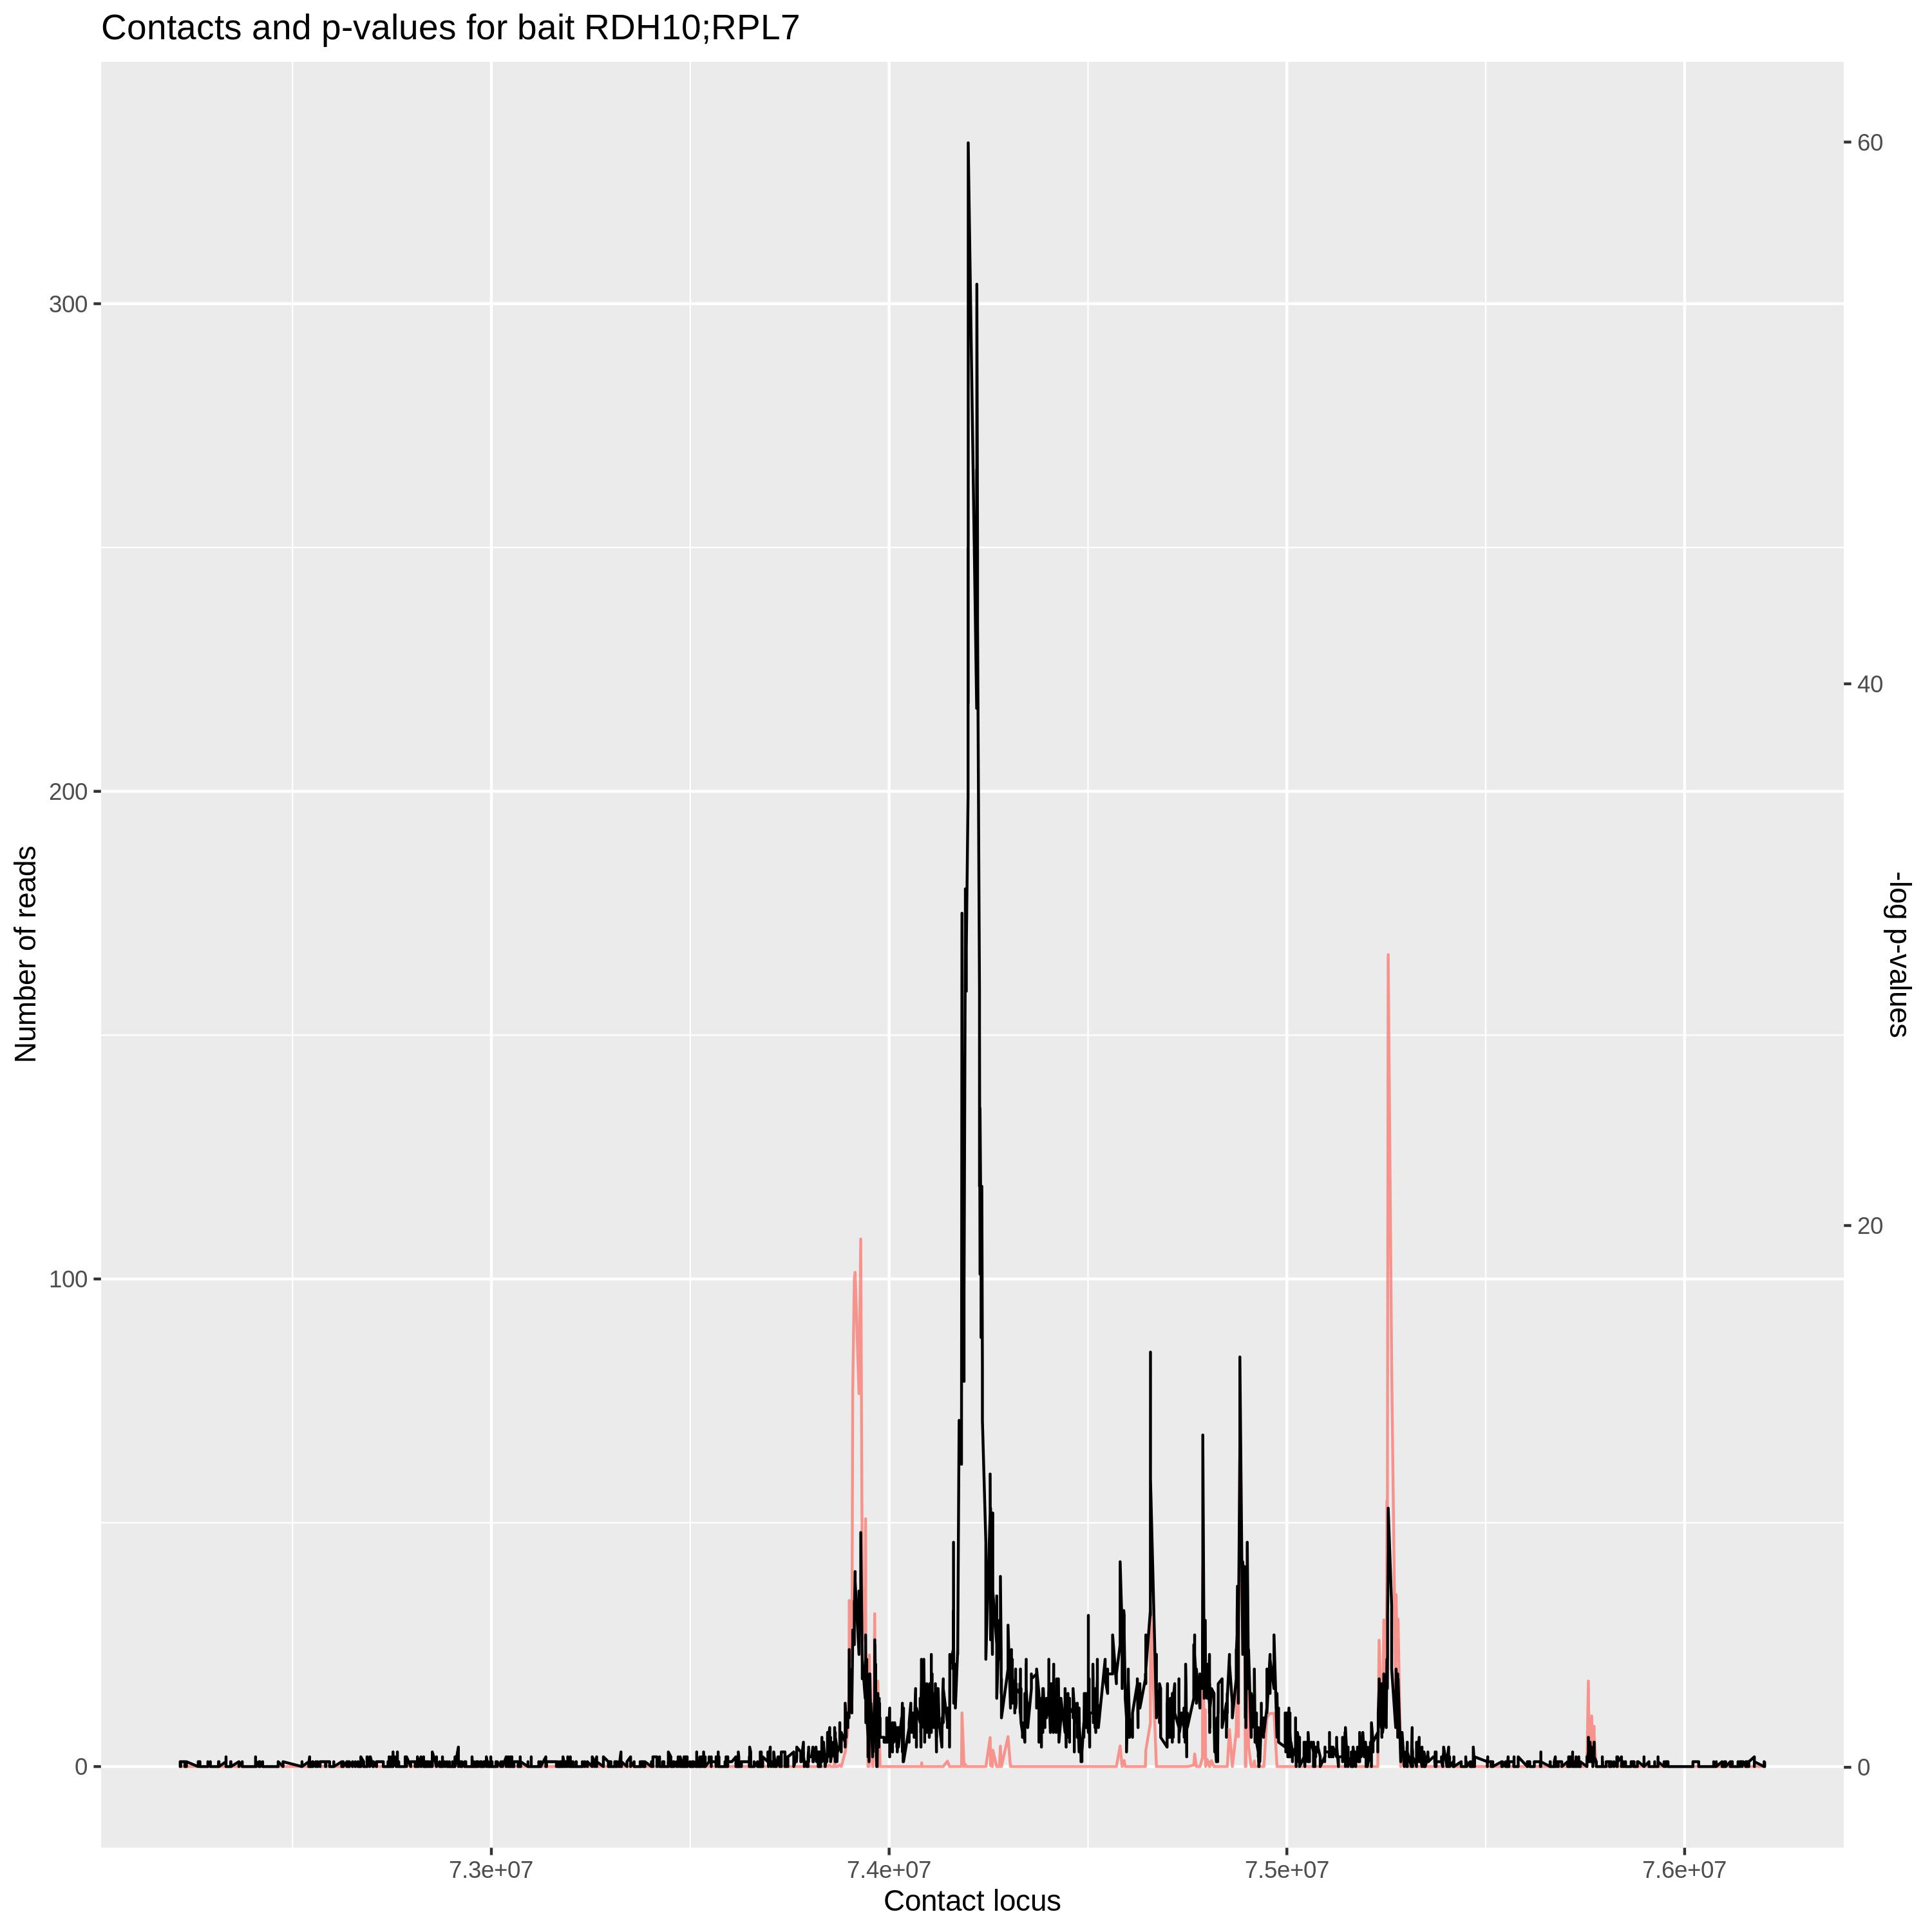 Contacts and p-values for bait RDH10;RPL7
300
200
100
0
60
40
20
0
Number of reads
-log p-values
7.3e+07 7.4e+07 7.5e+07 7.6e+07
Contact locus